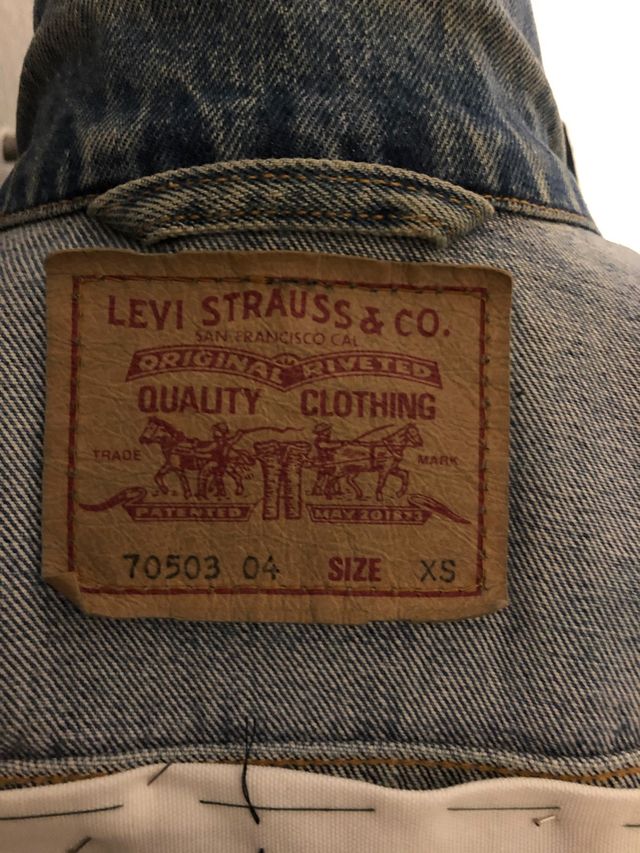 LEVI STRAUSS & CO.
SAN FRANCISCO CAL
ORIGINAL RIVETED
QUALITY CLOTHING
TRADE MARK
PATENTED MAY 20 1873
70503 04 SIZE XS